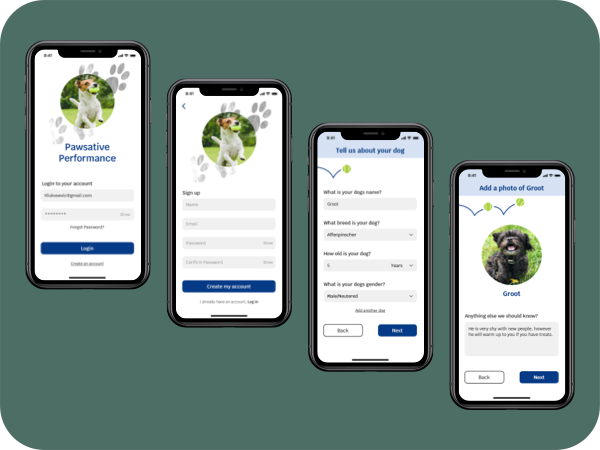 9:41
Pawsative
Performance
Login to your account
Show
Forgot Password?
Login
Create an account
9:41
Sign up
Name
Email
Password Show
Confirm Password Show
Create my account
I already have an account. Log in
9:41
Tell us about your dog
What is your dogs name?
Groot
What breed is your dog?
Affenpinscher
How old is your dog?
5 Years
What is your dogs gender?
Male/Neutered
Add another dog
Back Next
9:41
Add a photo of Groot
Groot
Anything else we should know?
He is very shy with new people, however
he will warm up to you if you have treats.
Back Next